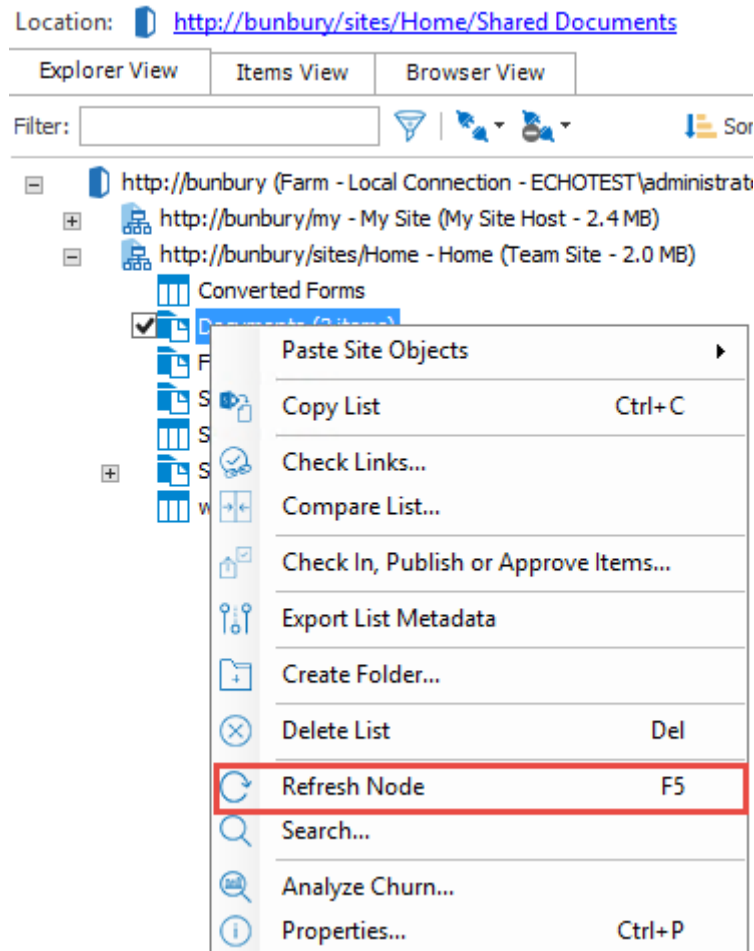 Location: http://bunbury/sites/Home/Shared Documents
Explorer View Items View Browser View
Filter: Sor
http://bunbury (Farm - Local Connection - ECHOTEST\administrat
http://bunbury/my - My Site (My Site Host - 2.4 MB)
http://bunbury/sites/Home - Home (Team Site - 2.0 MB)
Converted Forms
Documents
F
Paste Site Objects
S
Copy List Ctrl+C
S
S
Check Links...
w
Compare List...
Check In, Publish or Approve Items...
Export List Metadata
Create Folder...
Delete List Del
Refresh Node F5
Search...
Analyze Churn...
Properties... Ctrl+P